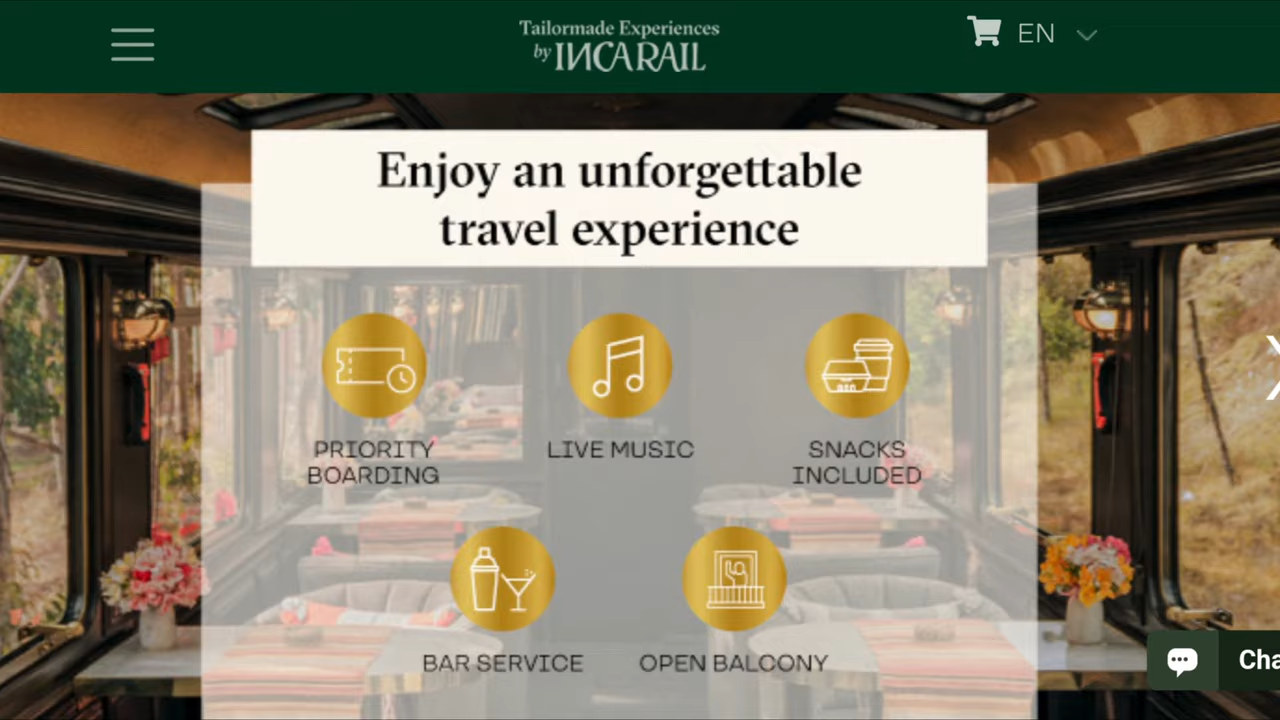 Tailormade Experiences
by INCARAIL
EN
Enjoy an unforgettable
travel experience
PRIORITY
BOARDING
LIVE MUSIC
SNACKS
INCLUDED
BAR SERVICE
OPEN BALCONY
Cha